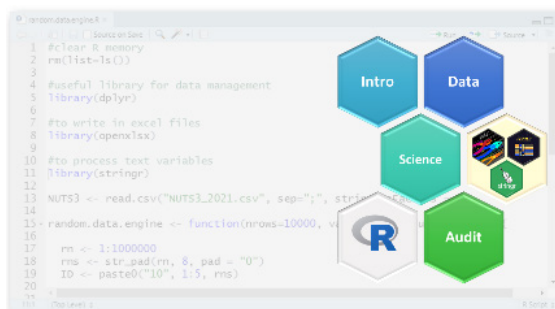 random.data.engine.R
Source on Save
Run
Source
1 #clear R memory
2 rm(list=ls())
3
4 #useful library for data management
5 library(dplyr)
6
7 #to write in excel files
8 library(openxlsx)
9
10 #to process text variables
11 library(stringr)
12
13 NUTS3 <- read.csv("NUTS3_2021.csv", sep=";",
14
15 random.data.engine <- function(nrows=10000,
16
17 rn <- 1:1000000
18 rns <- str_pad(rn, 8, pad = "0")
19 ID <- paste0("10", 1:5, rns)
20
(Top Level)
R Script
Intro
Data
Science
stringr
R
Audit